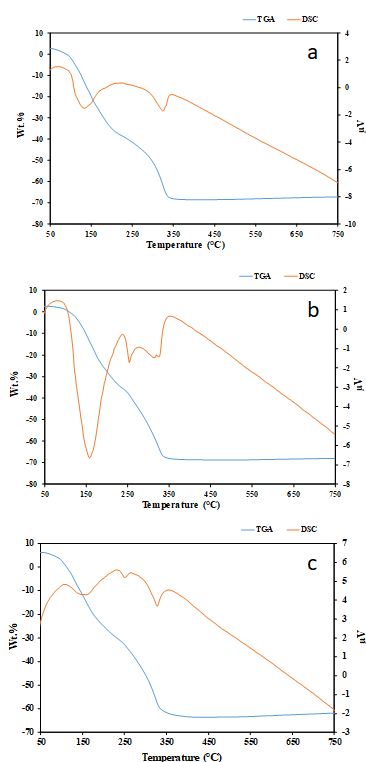 TGA DSC
a
10 4
0 2
-10
-20 0
-30 -2
-40
-50 -4
-60 -6
-70 -8
-80 -10
50 150 250 350 450 550 650 750
Wt.%
µV
Temperature (°C)
TGA DSC
b
10 2
0 1
-10 0
-20 -1
-30 -2
-40 -3
-50 -4
-60 -5
-70 -6
-80 -7
-8
50 150 250 350 450 550 650 750
Wt.%
µV
Temperature (°C)
TGA DSC
c
10 7
0 6
-10 5
-20 4
-30 3
-40 2
-50 1
-60 0
-70 -1
-2
-3
50 150 250 350 450 550 650 750
Wt.%
µV
Temperature (°C)